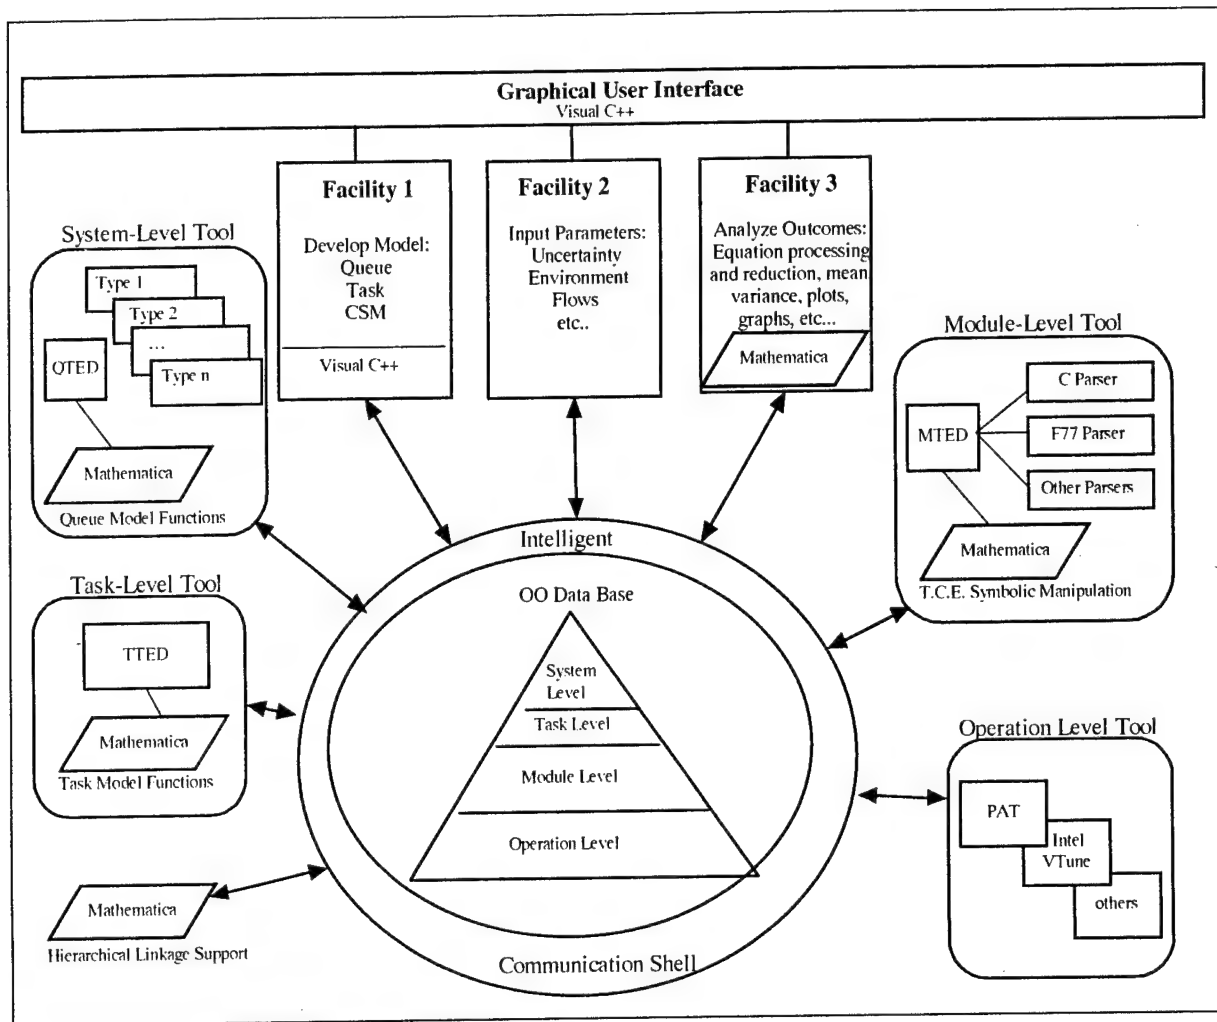 Graphical User Interface
Visual C++
Facility 1
Develop Model:
Queue
Task
CSM
Visual C++
Facility 2
Input Parameters:
Uncertainty
Environment
Flows
etc..
Facility 3
Analyze Outcomes:
Equation processing
and reduction, mean
variance, plots,
graphs, etc...
Mathematica
System-Level Tool
Type 1
Type 2
...
Type n
QTED
Mathematica
Queue Model Functions
Module-Level Tool
MTED
C Parser
F77 Parser
Other Parsers
Mathematica
T.C.E. Symbolic Manipulation
Task-Level Tool
TTED
Mathematica
Task Model Functions
Intelligent
OO Data Base
System
Level
Task Level
Module Level
Operation Level
Communication Shell
Operation Level Tool
PAT
Intel
VTune
others
Mathematica
Hierarchical Linkage Support